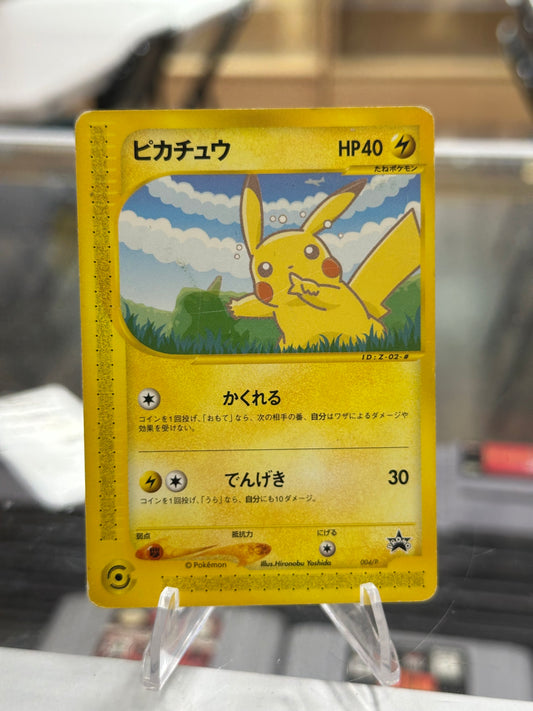 ピカチュウ HP40
たねポケモン
ID:Z-02-#
かくれる
コインを1回投げ、「おもて」なら、次の相手の番、自分はワザによるダメージや
効果を受けない。
でんげき 30
コインを1回投げ、「うら」なら、自分にも10ダメージ。
弱点 抵抗力 にげる
© Pokémon Illus.Hironobu Yoshida 004/P